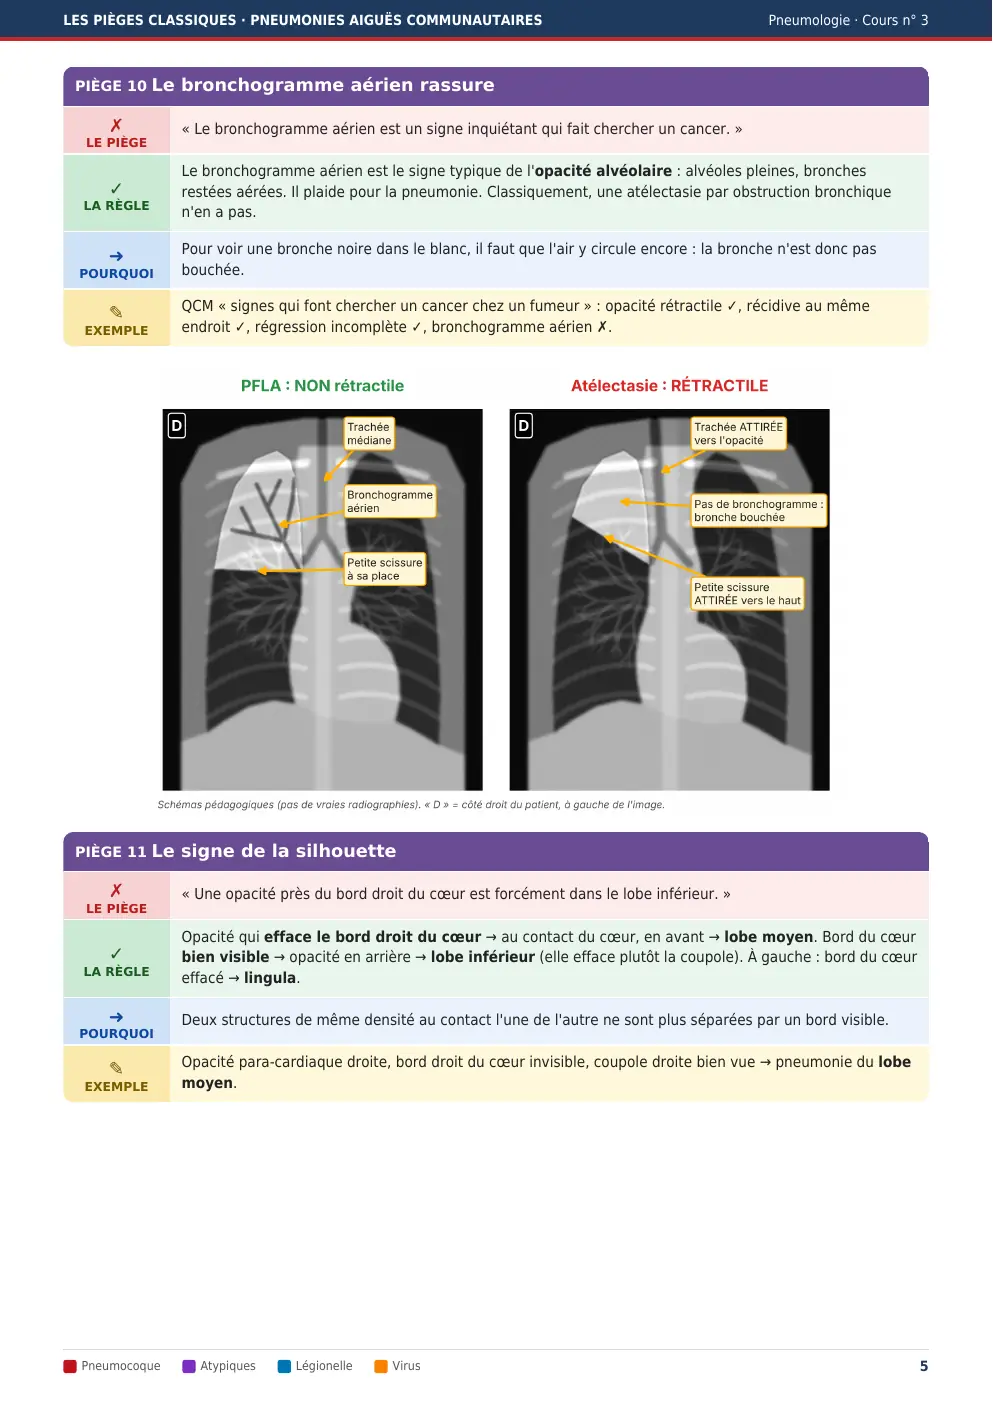 LES PIÈGES CLASSIQUES · PNEUMONIES AIGUËS COMMUNAUTAIRES
Pneumologie · Cours n° 3
PIÈGE 10 Le bronchogramme aérien rassure
✗
LE PIÈGE
« Le bronchogramme aérien est un signe inquiétant qui fait chercher un cancer. »
✓
LA RÈGLE
Le bronchogramme aérien est le signe typique de l'opacité alvéolaire : alvéoles pleines, bronches
restées aérées. Il plaide pour la pneumonie. Classiquement, une atélectasie par obstruction bronchique
n'en a pas.
➜
POURQUOI
Pour voir une bronche noire dans le blanc, il faut que l'air y circule encore : la bronche n'est donc pas
bouchée.
✎
EXEMPLE
QCM « signes qui font chercher un cancer chez un fumeur » : opacité rétractile ✓, récidive au même
endroit ✓, régression incomplète ✓, bronchogramme aérien ✗.
PFLA : NON rétractile
D
Trachée
médiane
Bronchogramme
aérien
Petite scissure
à sa place
Atélectasie : RÉTRACTILE
D
Trachée ATTIRÉE
vers l'opacité
Pas de bronchogramme :
bronche bouchée
Petite scissure
ATTIRÉE vers le haut
Schémas pédagogiques (pas de vraies radiographies). « D » = côté droit du patient, à gauche de l'image.
PIÈGE 11 Le signe de la silhouette
✗
LE PIÈGE
« Une opacité près du bord droit du cœur est forcément dans le lobe inférieur. »
✓
LA RÈGLE
Opacité qui efface le bord droit du cœur → au contact du cœur, en avant → lobe moyen. Bord du cœur
bien visible → opacité en arrière → lobe inférieur (elle efface plutôt la coupole). À gauche : bord du cœur
effacé → lingula.
➜
POURQUOI
Deux structures de même densité au contact l'une de l'autre ne sont plus séparées par un bord visible.
✎
EXEMPLE
Opacité para-cardiaque droite, bord droit du cœur invisible, coupole droite bien vue → pneumonie du lobe
moyen.
Pneumocoque
Atypiques
Légionelle
Virus
5